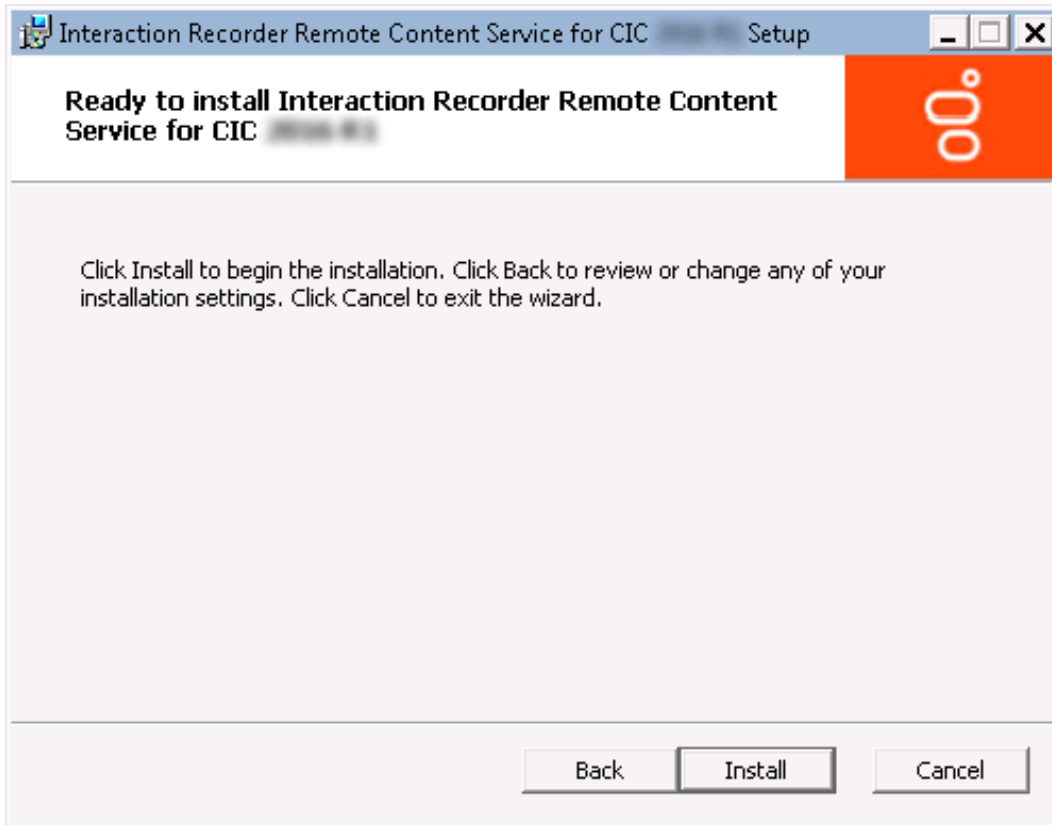 Interaction Recorder Remote Content Service for CIC Setup
Ready to install Interaction Recorder Remote Content
Service for CIC
Click Install to begin the installation. Click Back to review or change any of your
installation settings. Click Cancel to exit the wizard.
Back Install Cancel